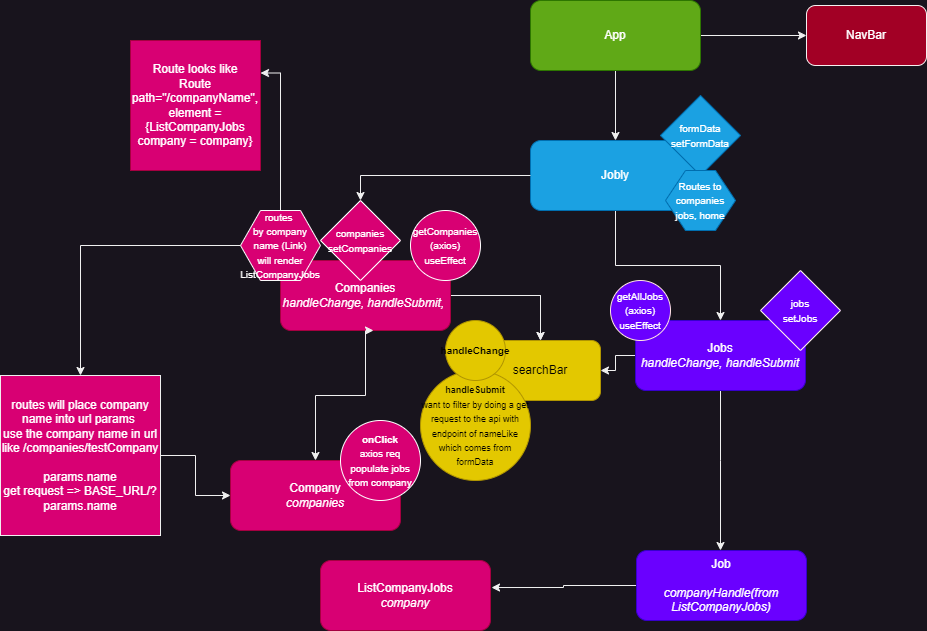 App
NavBar
Route looks like
Route
path="/companyName",
element =
{ListCompanyJobs
company = company}
formData
setFormData
Jobly
Routes to
companies
jobs, home
routes
by company
name (Link)
will render
ListCompanyJobs
companies
setCompanies
getCompanies
(axios)
useEffect
Companies
handleChange, handleSubmit,
getAllJobs
(axios)
useEffect
jobs
setJobs
Jobs
handleChange, handleSubmit
handleChange
searchBar
handleSubmit
want to filter by doing a get
request to the api with
endpoint of nameLike
which comes from
formData
routes will place company
name into url params
use the company name in url
like /companies/testCompany
params.name
get request => BASE_URL/?
params.name
onClick
axios req
populate jobs
from company
Company
companies
ListCompanyJobs
company
Job
companyHandle(from
ListCompanyJobs)